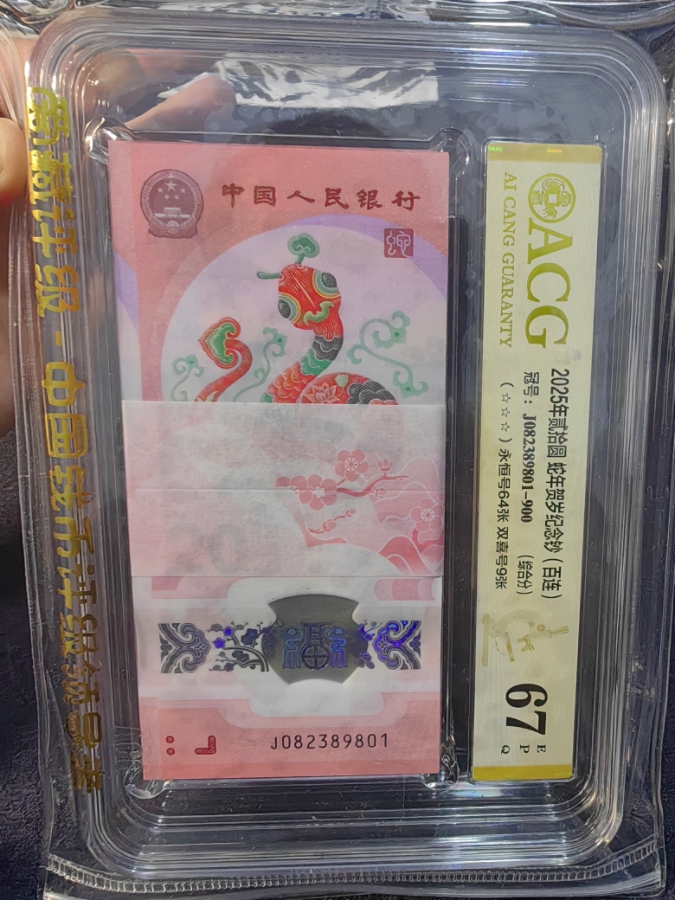 中国人民银行
蛇
J082389801
ACG
AI CANG GUARANTY
2025年贰拾圆 蛇年贺岁纪念钞（百连）
冠号：J082389801-900 （综合分）
（☆☆☆）永恒号64张 双喜号9张
67
EPQ
爱藏评级-中国钱币评级领导者